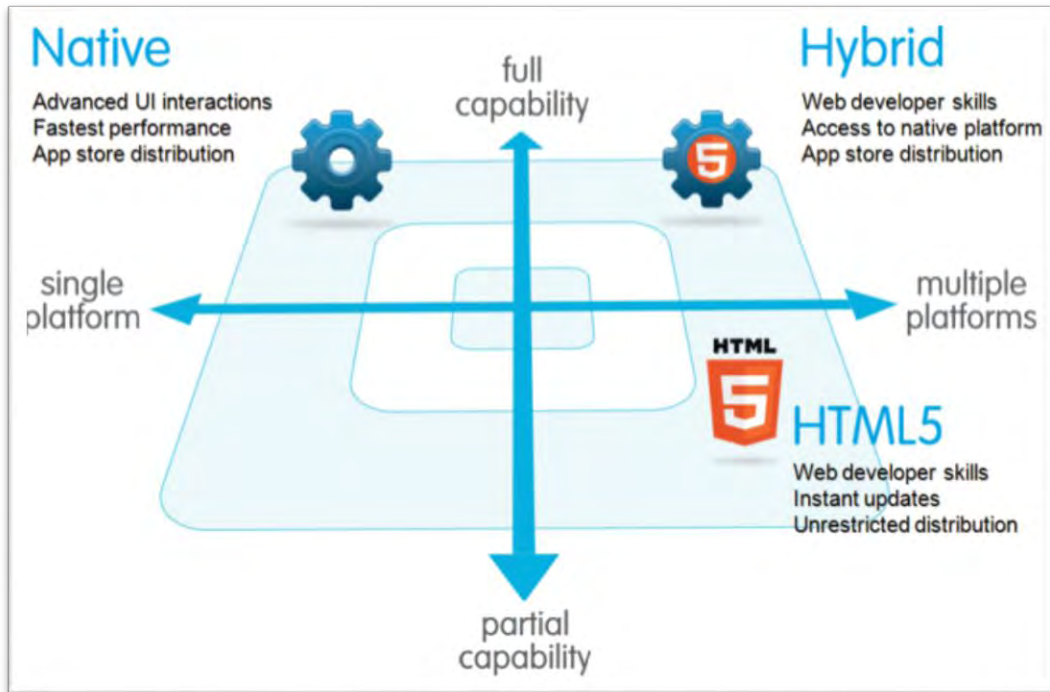 Native
Advanced UI interactions
Fastest performance
App store distribution
full
capability
Hybrid
Web developer skills
Access to native platform
App store distribution
5
single
platform
multiple
platforms
HTML
5
HTML5
Web developer skills
Instant updates
Unrestricted distribution
partial
capability